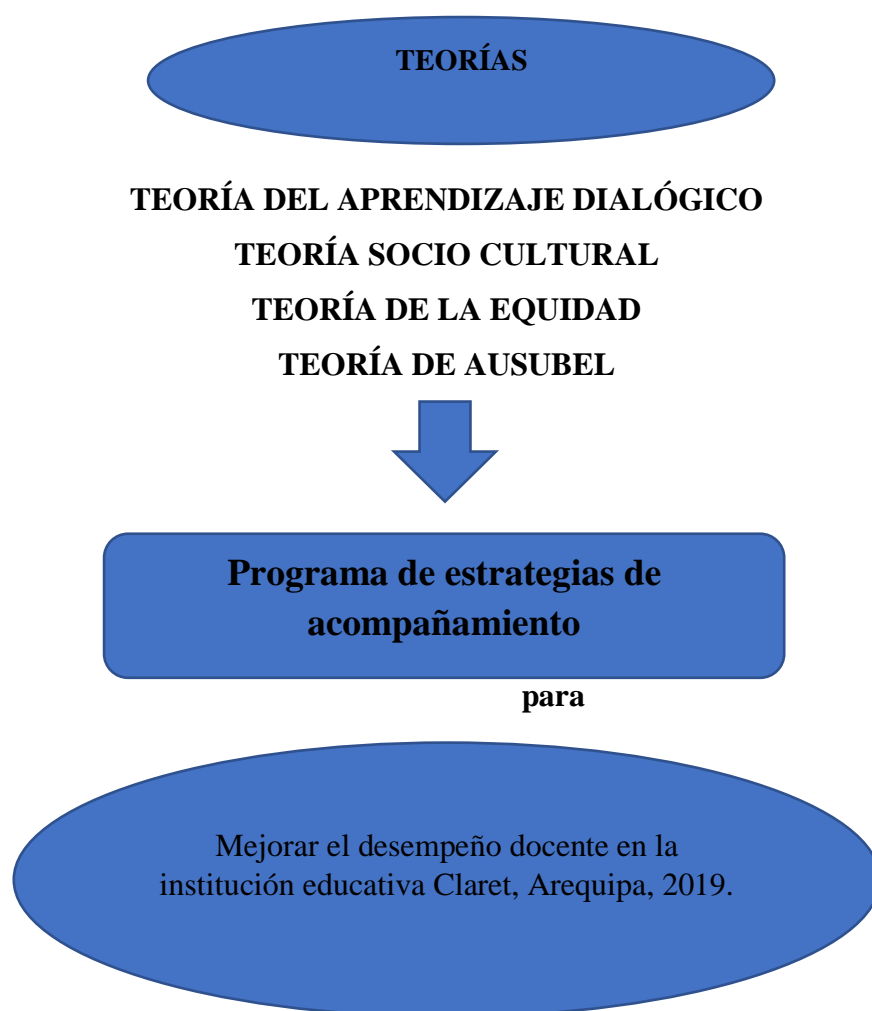 TEORÍAS
TEORÍA DEL APRENDIZAJE DIALÓGICO
TEORÍA SOCIO CULTURAL
TEORÍA DE LA EQUIDAD
TEORÍA DE AUSUBEL
Programa de estrategias de
acompañamiento
para
Mejorar el desempeño docente en la
institución educativa Claret, Arequipa, 2019.